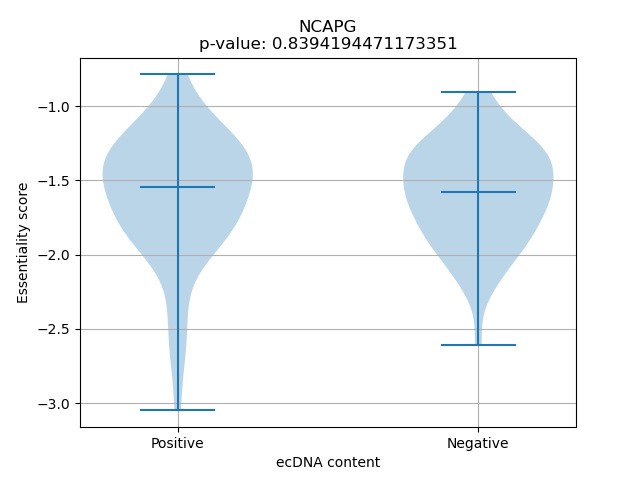 NCAPG
p-value: 0.8394194471173351
Essentiality score
−1.0
−1.5
−2.0
−2.5
−3.0
Positive
Negative
ecDNA content